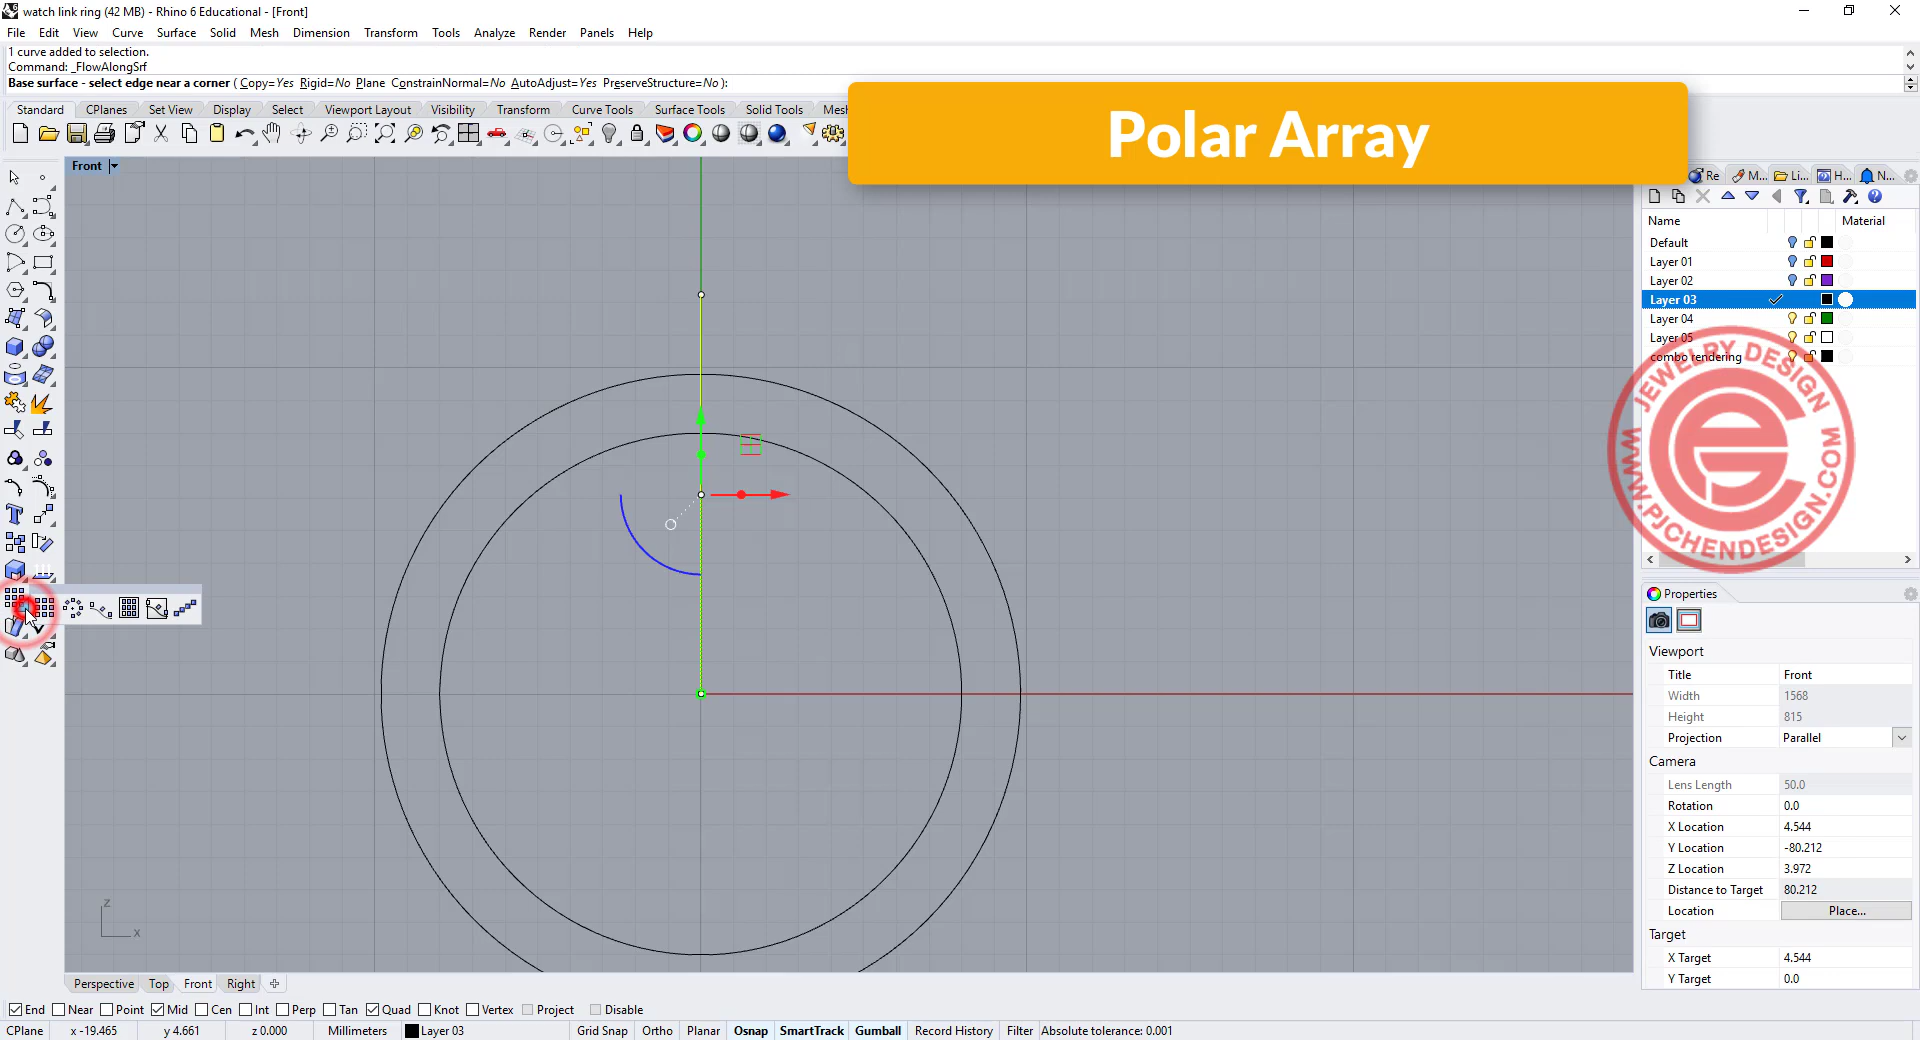 watch link ring (42 MB) - Rhino 6 Educational - [Front]
File Edit View Curve Surface Solid Mesh Dimension Transform Tools Analyze Render Panels Help
1 curve added to selection.
Command: _FlowAlongSrf
Base surface - select edge near a corner ( Copy=Yes Rigid=No Plane ConstrainNormal=No AutoAdjust=Yes PreserveStructure=No ):
Standard CPlanes Set View Display Select Viewport Layout Visibility Transform Curve Tools Surface Tools Solid Tools Mesh
Polar Array
Front
Re M... Li... H... N...
Name Material
Default
Layer 01
Layer 02
Layer 03
Layer 04
Layer 05
combo rendering
JEWELRY DESIGN
WWW.PJCHENDESIGN.COM
Properties
Viewport
Title Front
Width 1568
Height 815
Projection Parallel
Camera
Lens Length 50.0
Rotation 0.0
X Location 4.544
Y Location -80.212
Z Location 3.972
Distance to Target 80.212
Location Place...
Target
X Target 4.544
Y Target 0.0
z
x
Perspective Top Front Right
End Near Point Mid Cen Int Perp Tan Quad Knot Vertex Project Disable
CPlane x -19.465 y 4.661 z 0.000 Millimeters Layer 03 Grid Snap Ortho Planar Osnap SmartTrack Gumball Record History Filter Absolute tolerance: 0.001